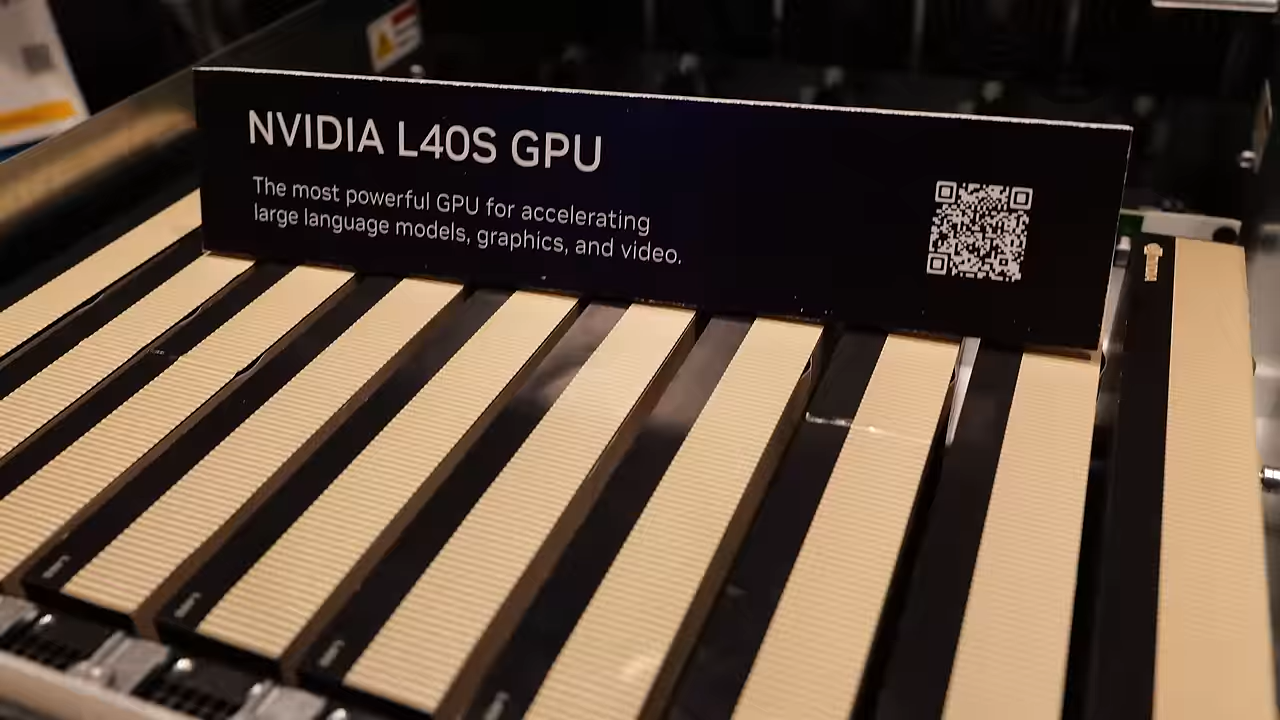 NVIDIA L40S GPU
The most powerful GPU for accelerating
large language models, graphics, and video.